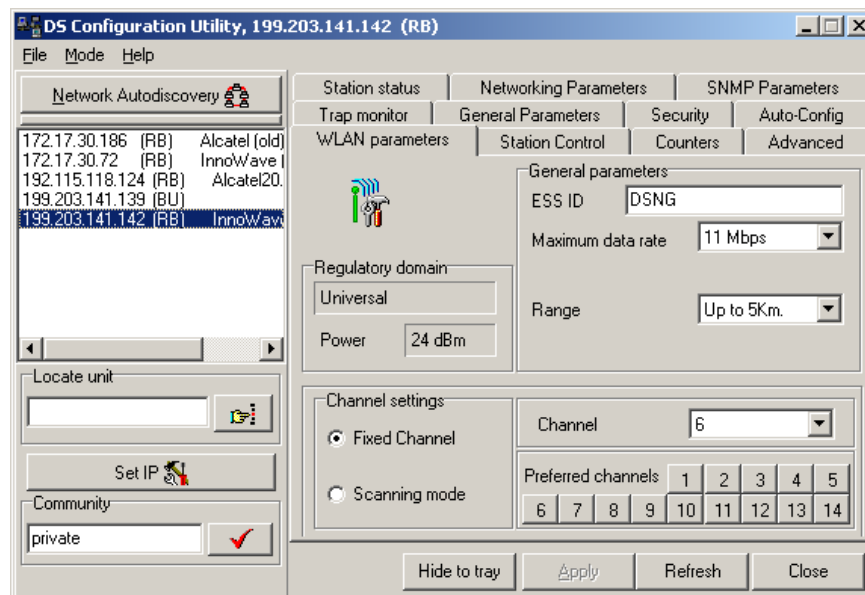 DS Configuration Utility, 199.203.141.142 (RB)
File Mode Help
Network Autodiscovery
172.17.30.186 (RB) Alcatel (old)
172.17.30.72 (RB) InnoWave
192.115.118.124 (RB) Alcatel20.
199.203.141.139 (BU)
199.203.141.142 (RB) InnoWav
Locate unit
Set IP
Community
private
Station status Networking Parameters SNMP Parameters
Trap monitor General Parameters Security Auto-Config
WLAN parameters Station Control Counters Advanced
Regulatory domain
Universal
Power 24 dBm
General parameters
ESS ID DSNG
Maximum data rate 11 Mbps
Range Up to 5Km.
Channel settings
Fixed Channel
Scanning mode
Channel 6
Preferred channels 1 2 3 4 5
6 7 8 9 10 11 12 13 14
Hide to tray Apply Refresh Close